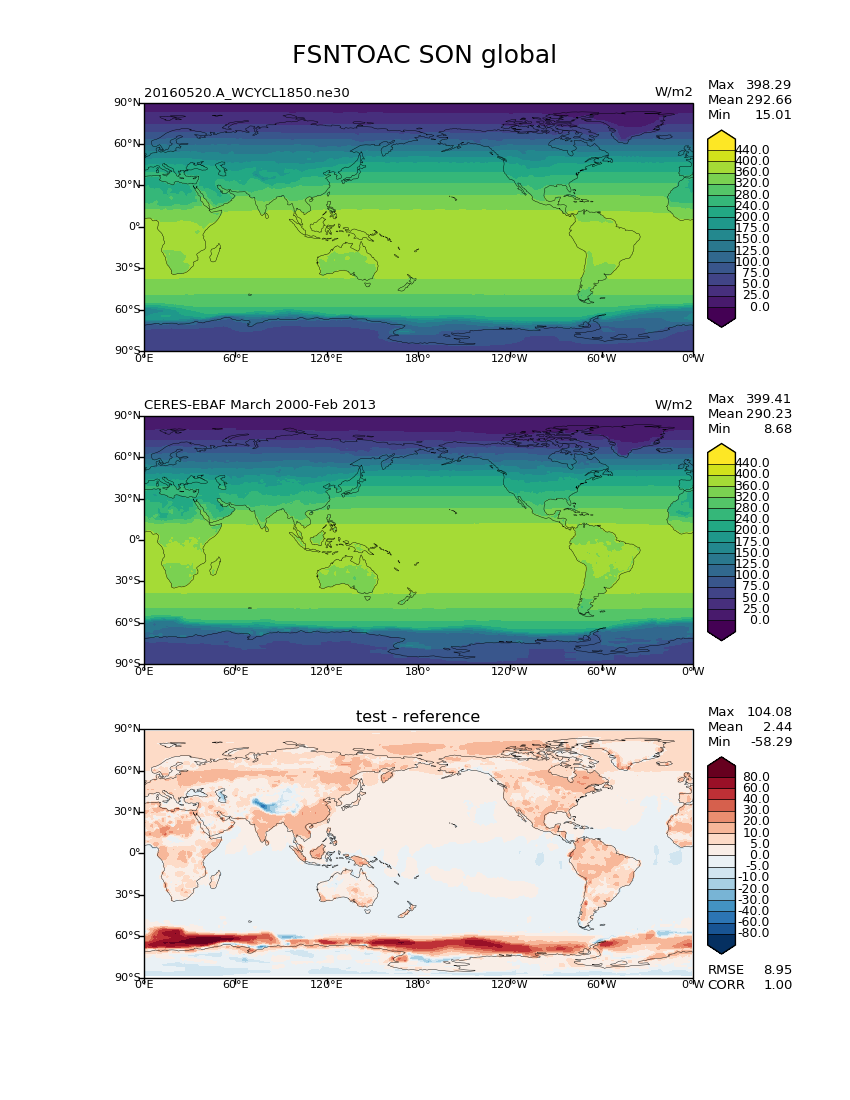 FSNTOAC SON global
20160520.A_WCYCL1850.ne30 W/m2
Max 398.29
Mean 292.66
Min 15.01
90°N
60°N
30°N
0°
30°S
60°S
90°S
0°E 60°E 120°E 180° 120°W 60°W 0°W
440.0
400.0
360.0
320.0
280.0
240.0
200.0
175.0
150.0
125.0
100.0
75.0
50.0
25.0
0.0
CERES-EBAF March 2000-Feb 2013 W/m2
Max 399.41
Mean 290.23
Min 8.68
90°N
60°N
30°N
0°
30°S
60°S
90°S
0°E 60°E 120°E 180° 120°W 60°W 0°W
440.0
400.0
360.0
320.0
280.0
240.0
200.0
175.0
150.0
125.0
100.0
75.0
50.0
25.0
0.0
test - reference
Max 104.08
Mean 2.44
Min -58.29
90°N
60°N
30°N
0°
30°S
60°S
90°S
0°E 60°E 120°E 180° 120°W 60°W 0°W
80.0
60.0
40.0
30.0
20.0
10.0
5.0
0.0
-5.0
-10.0
-20.0
-30.0
-40.0
-60.0
-80.0
RMSE 8.95
CORR 1.00